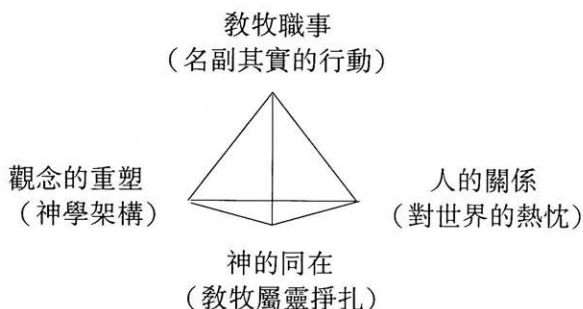 敎牧職事
（名副其實的行動）
觀念的重塑
（神學架構）
人的關係
（對世界的熱忱）
神的同在
（敎牧屬靈掙扎）